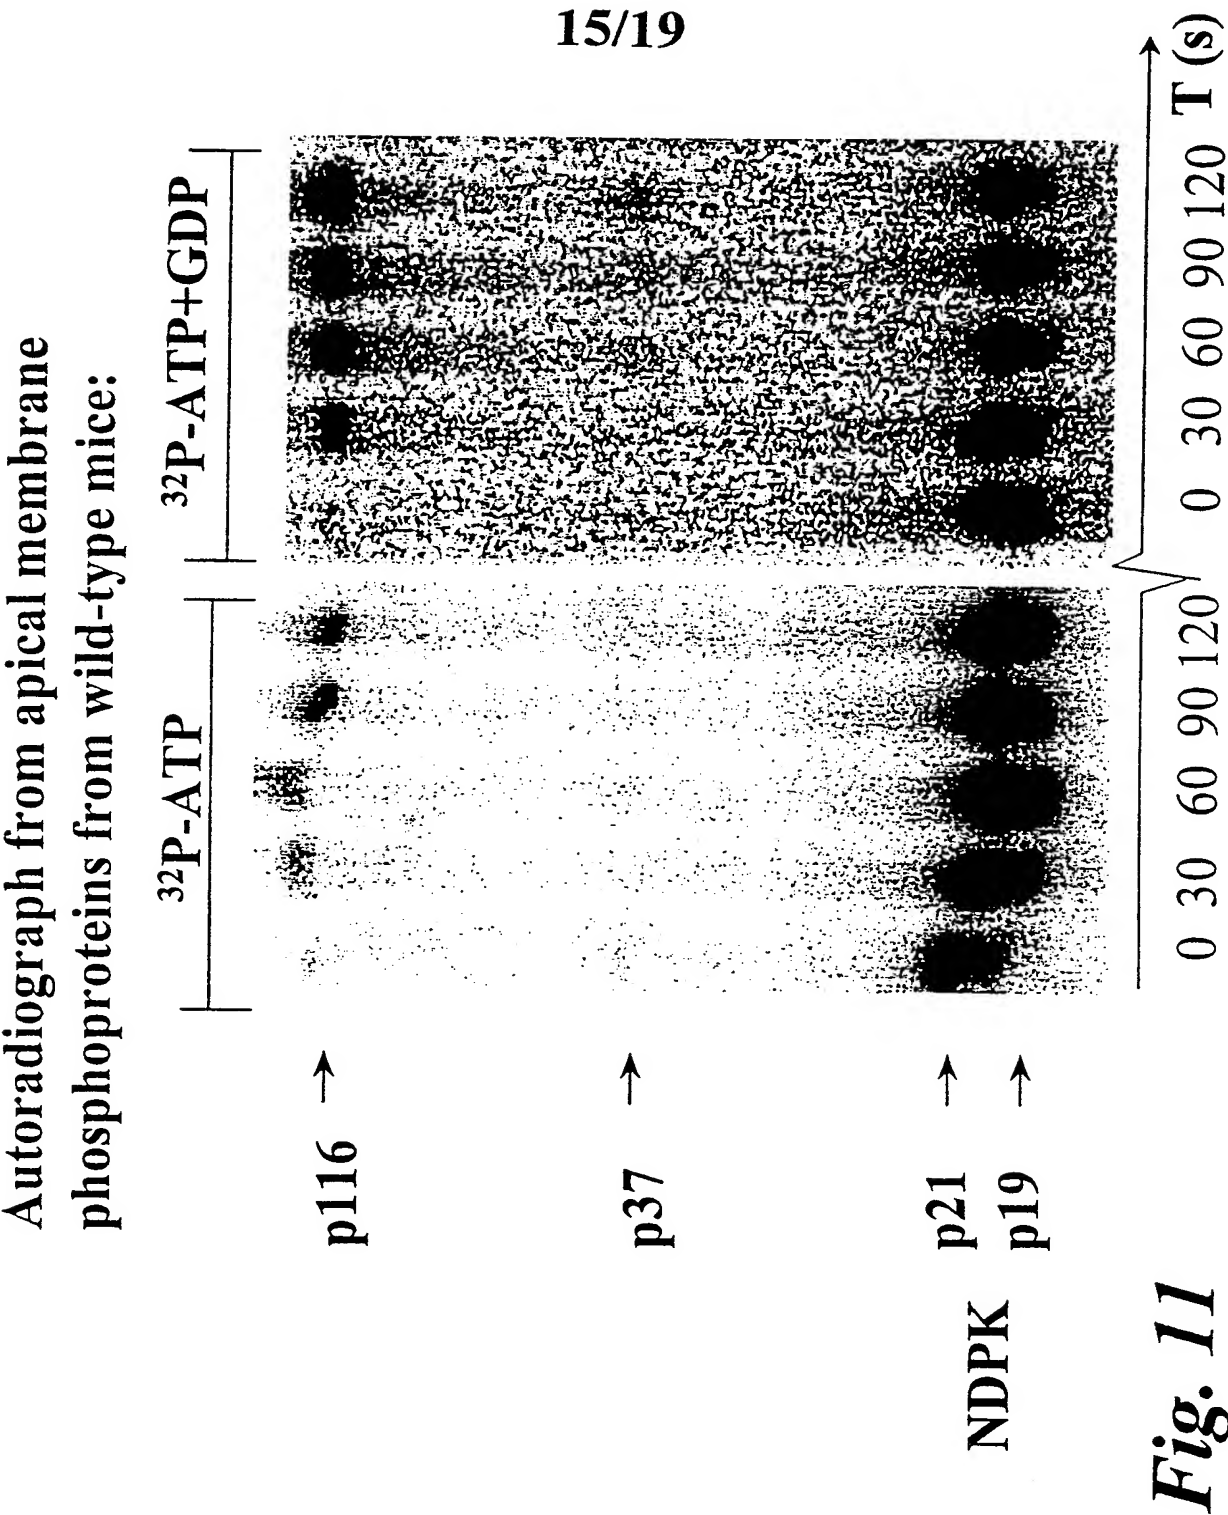 15/19
Autoradiograph from apical membrane
phosphoproteins from wild-type mice:
³²P-ATP ³²P-ATP+GDP
p116 →
p37 →
NDPK p21 →
p19 →
0 30 60 90 120 0 30 60 90 120 T (s)
Fig. 11